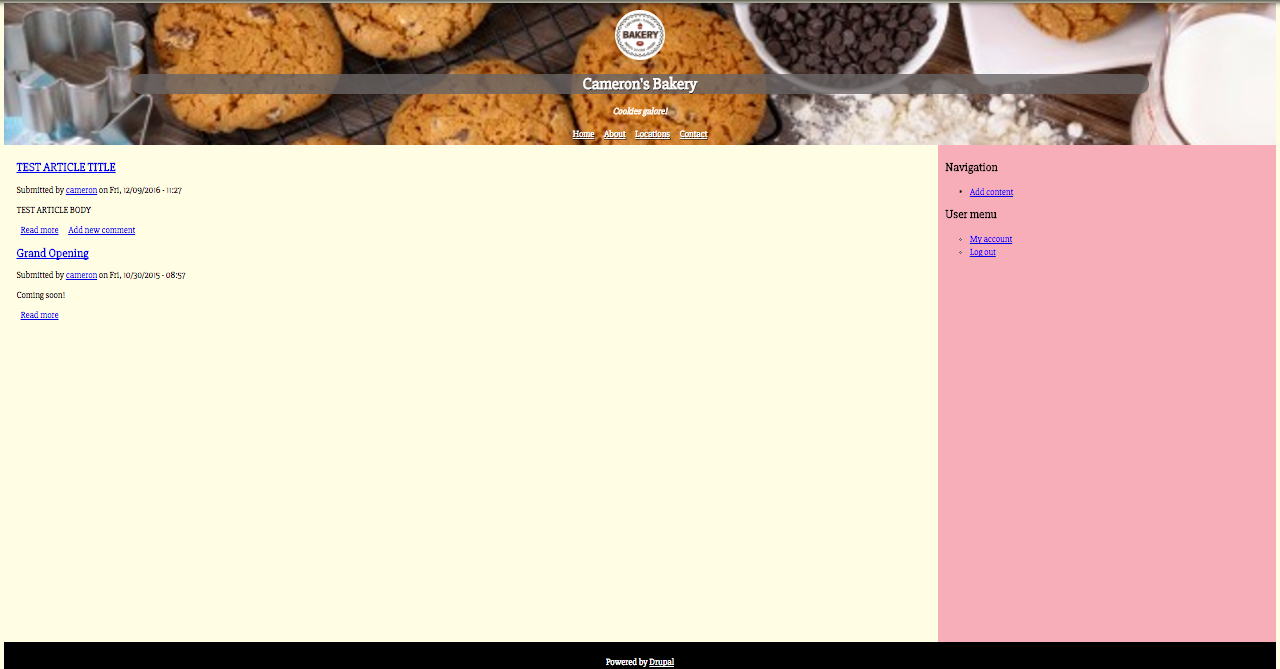 BAKERY
Cameron's Bakery
Cookies galore!
Home About Locations Contact
TEST ARTICLE TITLE
Submitted by cameron on Fri, 12/09/2016 - 11:27
TEST ARTICLE BODY
Read more Add new comment
Grand Opening
Submitted by cameron on Fri, 10/30/2015 - 08:57
Coming soon!
Read more
Navigation
Add content
User menu
My account
Log out
Powered by Drupal